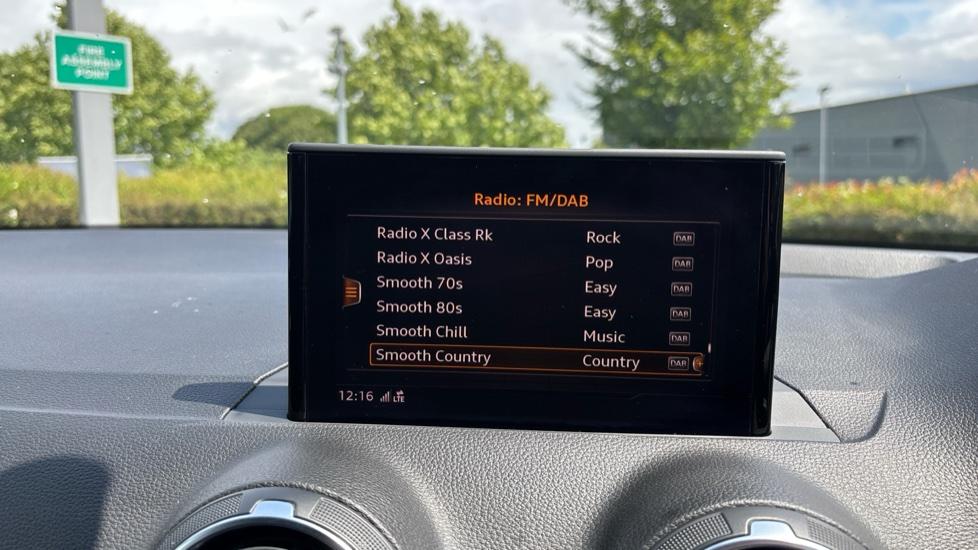 FIRE
ASSEMBLY
POINT
Radio: FM/DAB
Radio X Class Rk Rock DAB
Radio X Oasis Pop DAB
Smooth 70s Easy DAB
Smooth 80s Easy DAB
Smooth Chill Music DAB
Smooth Country Country DAB
12:16 LTE